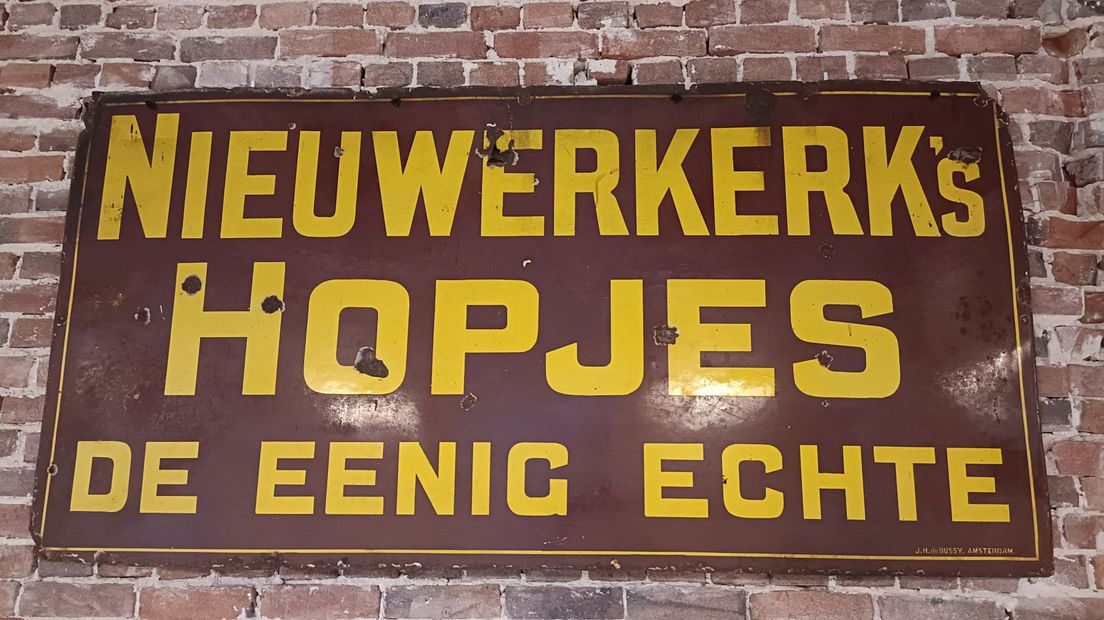 NIEUWERKERK's
HOPJES
DE EENIG ECHTE
J.H. de BUSSY. AMSTERDAM.